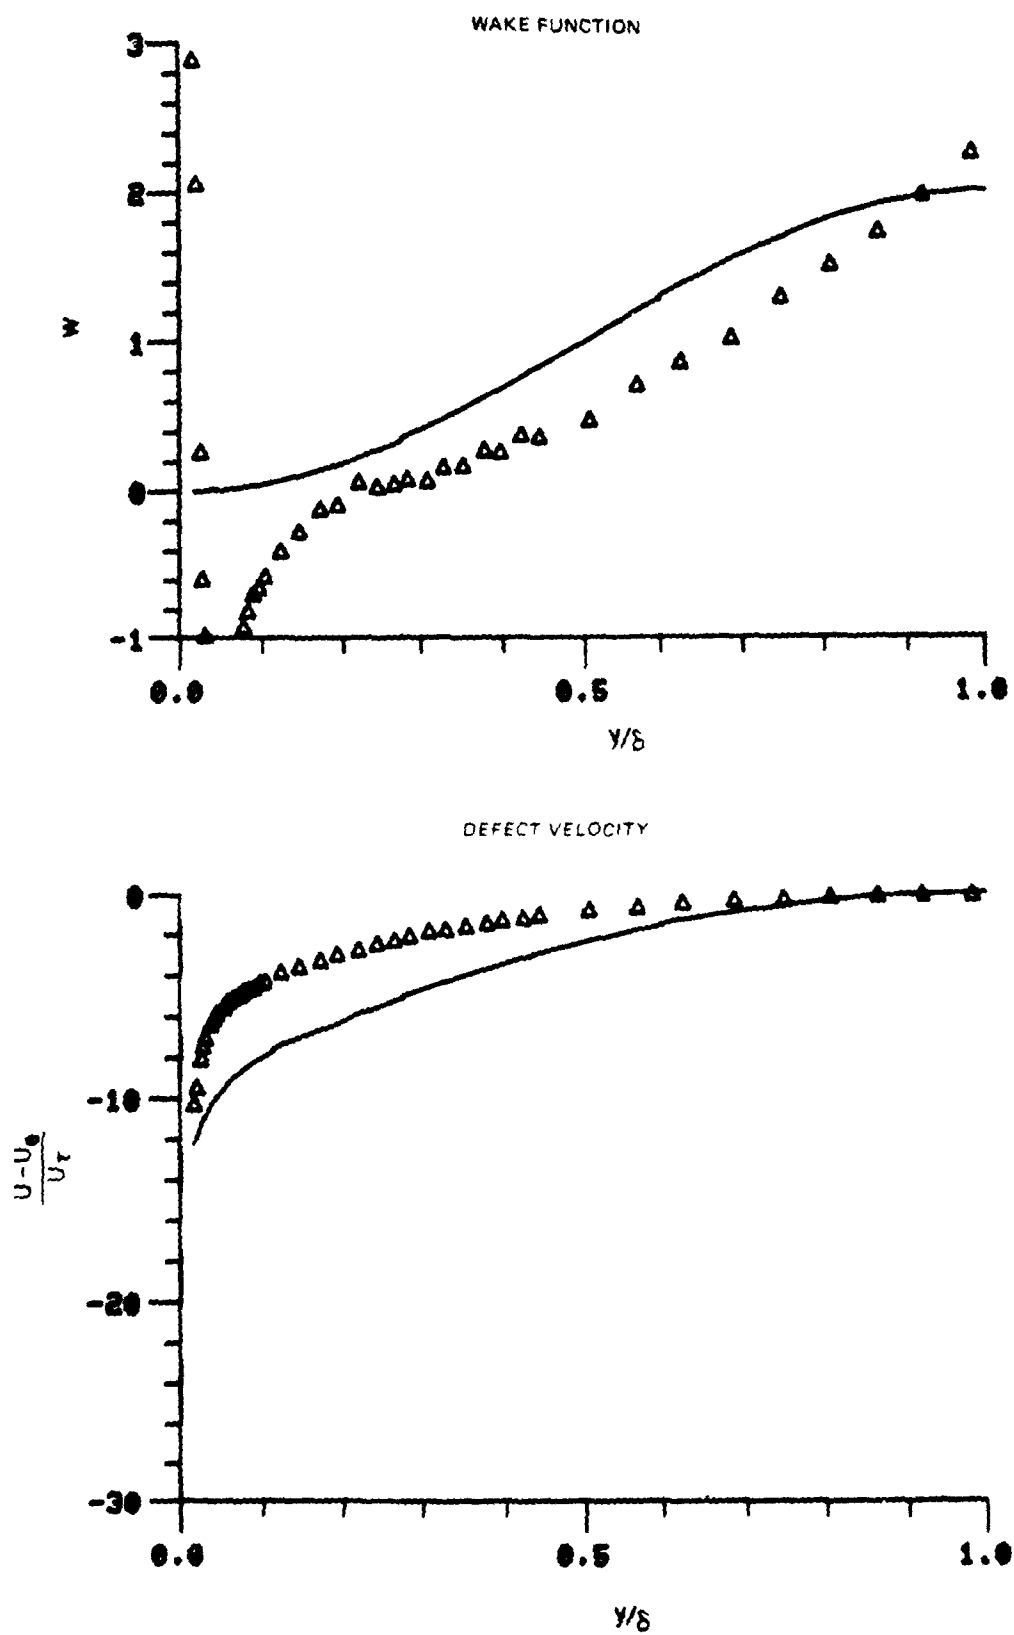 WAKE FUNCTION
3
2
1
0
-1
W
0.0 0.5 1.0
y/δ
DEFECT VELOCITY
0
-10
-20
-30
U-Ue
Uτ
0.0 0.5 1.0
y/δ